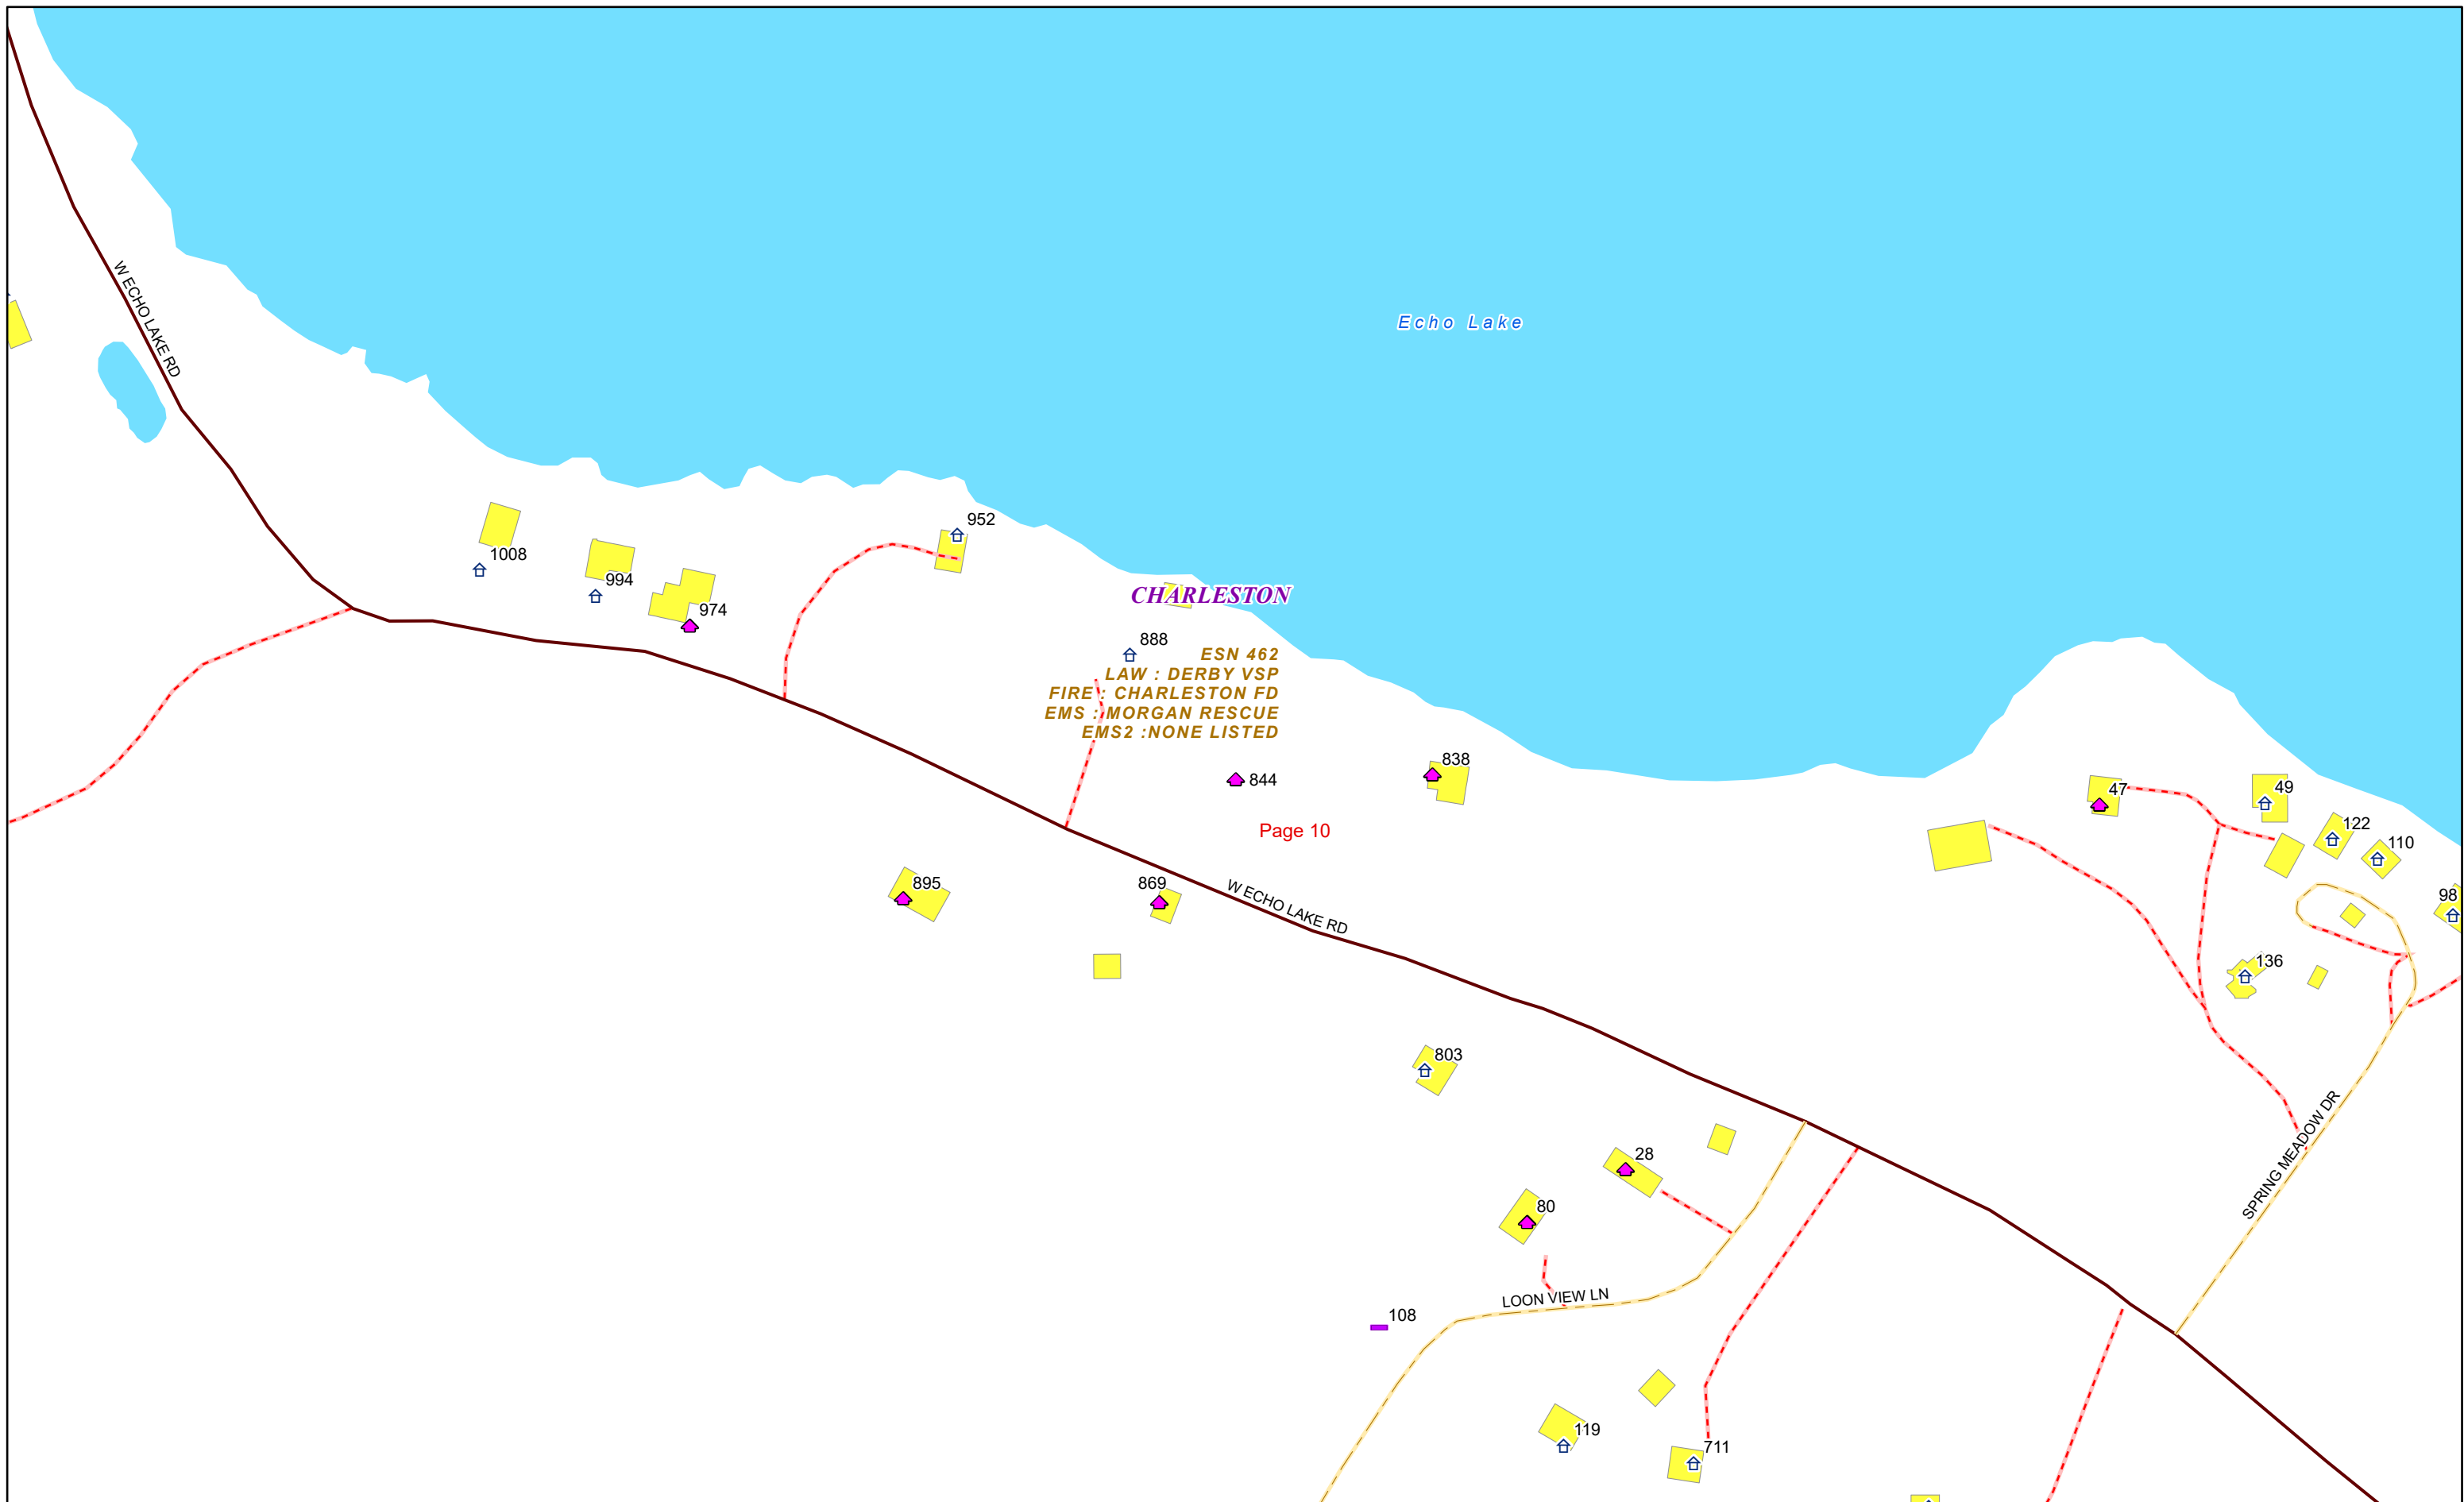 W ECHO LAKE RD
Echo Lake
952
1008
994
974
CHARLESTON
888
ESN 462
LAW : DERBY VSP
FIRE : CHARLESTON FD
EMS : MORGAN RESCUE
EMS2 :NONE LISTED
838
844
47
49
122
110
Page 10
895
869
98
W ECHO LAKE RD
136
803
28
SPRING MEADOW DR
80
LOON VIEW LN
108
119
711